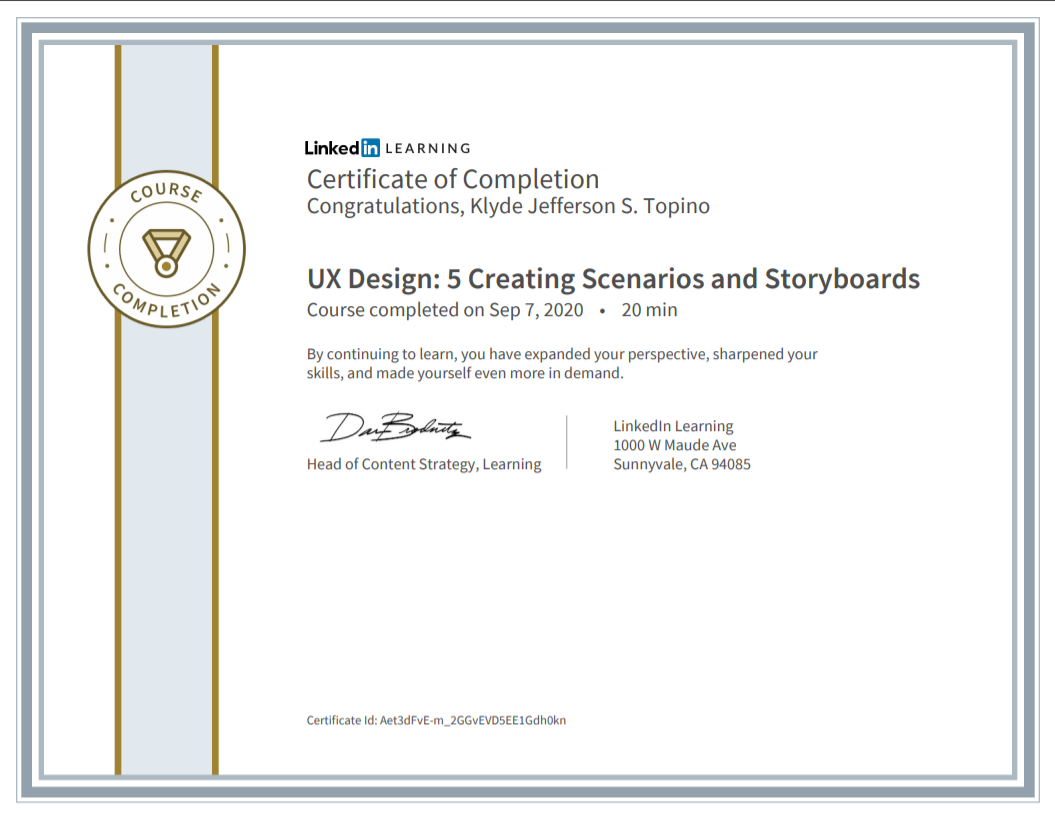 LinkedIn LEARNING
Certificate of Completion
Congratulations, Klyde Jefferson S. Topino
COURSE
COMPLETION
UX Design: 5 Creating Scenarios and Storyboards
Course completed on Sep 7, 2020 • 20 min
By continuing to learn, you have expanded your perspective, sharpened your
skills, and made yourself even more in demand.
Head of Content Strategy, Learning
LinkedIn Learning
1000 W Maude Ave
Sunnyvale, CA 94085
Certificate Id: Aet3dFvE-m_2GGvEVD5EE1Gdh0kn